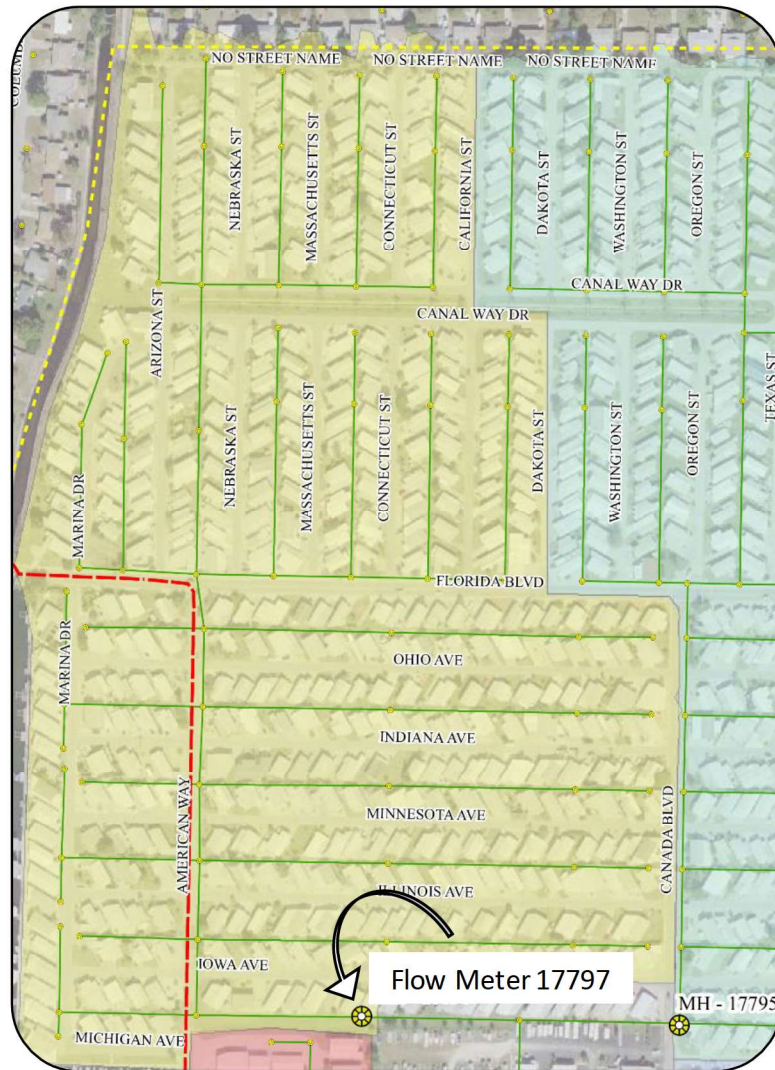 COLUMB
NO STREET NAME
NO STREET NAME
NO STREET NAME
NEBRASKA ST
MASSACHUSETTS ST
CONNECTICUT ST
CALIFORNIA ST
DAKOTA ST
WASHINGTON ST
OREGON ST
CANAL WAY DR
CANAL WAY DR
ARIZONA ST
TEXAS ST
NEBRASKA ST
MASSACHUSETTS ST
CONNECTICUT ST
DAKOTA ST
WASHINGTON ST
OREGON ST
MARINA DR
FLORIDA BLVD
MARINA DR
OHIO AVE
INDIANA AVE
AMERICAN WAY
MINNESOTA AVE
CANADA BLVD
ILLINOIS AVE
IOWA AVE
Flow Meter 17797
MH - 17795
MICHIGAN AVE